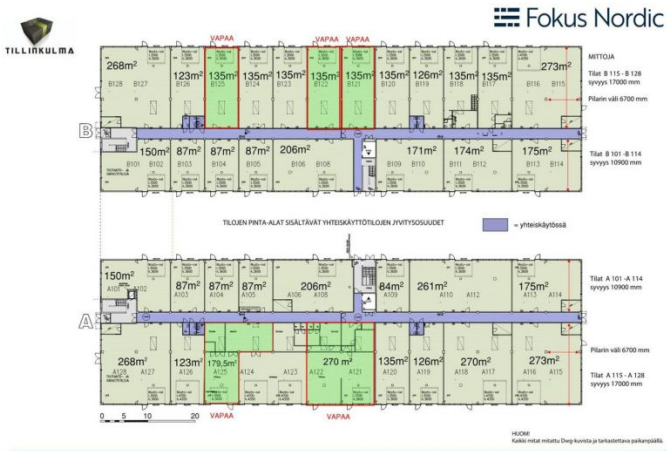 TILLINKULMA
Fokus Nordic
VAPAA VAPAA VAPAA
268m² 123m² 135m² 135m² 135m² 135m² 135m² 135m² 126m² 135m² 135m² 273m²
B128 B127 B126 B125 B124 B123 B122 B121 B120 B119 B118 B117 B116 B115
MITTOJA
Tilat B 115 - B 128
syvyys 17000 mm
Pilarin väli 6700 mm
B
150m² 87m² 87m² 87m² 206m² 171m² 174m² 175m²
B101 B102 B103 B104 B105 B106 B108 B109 B110 B111 B112 B113 B114
Tilat B 101 -B 114
syvyys 10900 mm
TILOJEN PINTA-ALAT SISÄLTÄVÄT YHTEISKÄYTTÖTILOJEN JYVITYSOSUUDET
= yhteiskäytössä
150m² 87m² 87m² 87m² 206m² 84m² 261m² 175m²
A101 A102 A103 A104 A105 A106 A108 A109 A110 A112 A113 A114
Tilat A 101 -A 114
syvyys 10900 mm
A
268m² 123m² 179,5m² 270 m² 135m² 126m² 270m² 273m²
A128 A127 A126 A125 A124 A123 A122 A121 A120 A119 A118 A117 A116 A115
Pilarin väli 6700 mm
Tilat A 115 - A 128
syvyys 17000 mm
VAPAA VAPAA
0 5 10 20
HUOM!
Kaikki mitat mitattu Dwg-kuvista ja tarkastettava paikanpäällä.